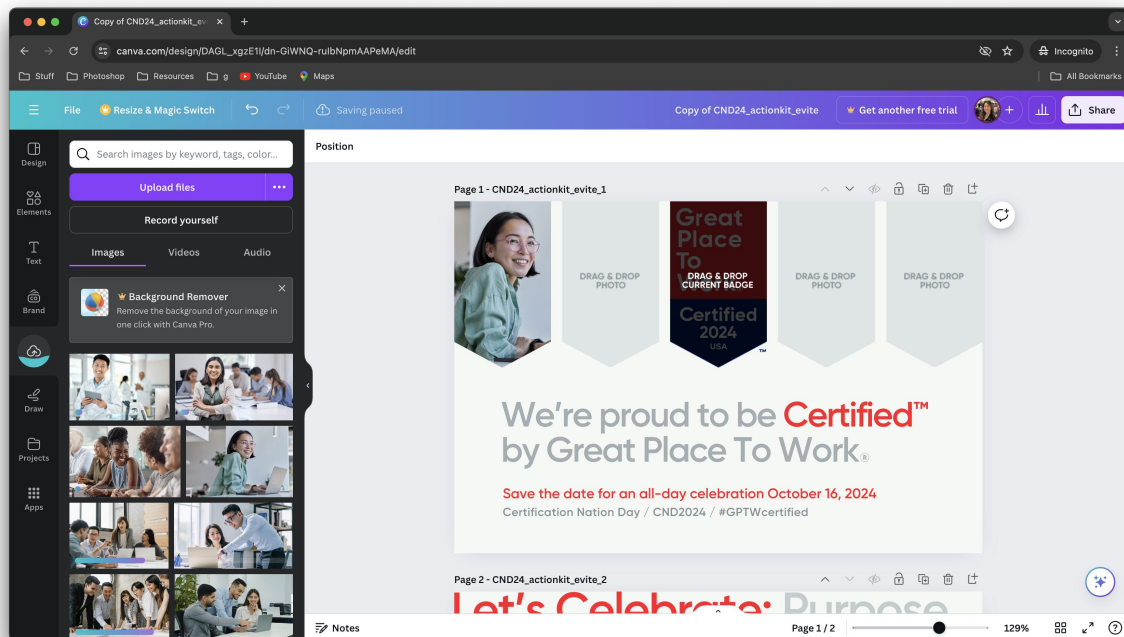 Copy of CND24_actionkit_evi
canva.com/design/DAGL_xgzE1I/dn-GiWNQ-rulbNpmAAPeMA/edit
Incognito
Stuff Photoshop Resources g YouTube Maps
All Bookmarks
File Resize & Magic Switch Saving paused Copy of CND24_actionkit_evite Get another free trial Share
Design
Elements
Text
Brand
Draw
Projects
Apps
Search images by keyword, tags, color...
Upload files
Record yourself
Images Videos Audio
Background Remover
Remove the background of your image in
one click with Canva Pro.
Position
Page 1 - CND24_actionkit_evite_1
DRAG & DROP
PHOTO
Great
Place
To
Work
DRAG & DROP
CURRENT BADGE
Certified
2024
USA
™
DRAG & DROP
PHOTO
DRAG & DROP
PHOTO
We're proud to be Certified™
by Great Place To Work®
Save the date for an all-day celebration October 16, 2024
Certification Nation Day / CND2024 / #GPTWcertified
Page 2 - CND24_actionkit_evite_2
Let's Celebrate: Purpose
Notes
Page 1 / 2
129%